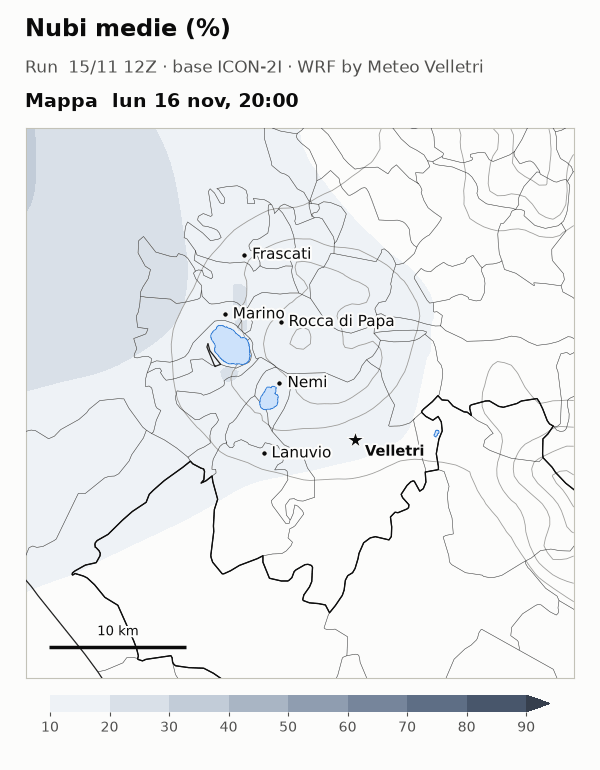 Nubi medie (%)
Run  15/11 12Z · base ICON-2I · WRF by Meteo Velletri
Mappa  lun 16 nov, 20:00
Frascati
Marino
Rocca di Papa
Nemi
Velletri
Lanuvio
10 km
10 20 30 40 50 60 70 80 90